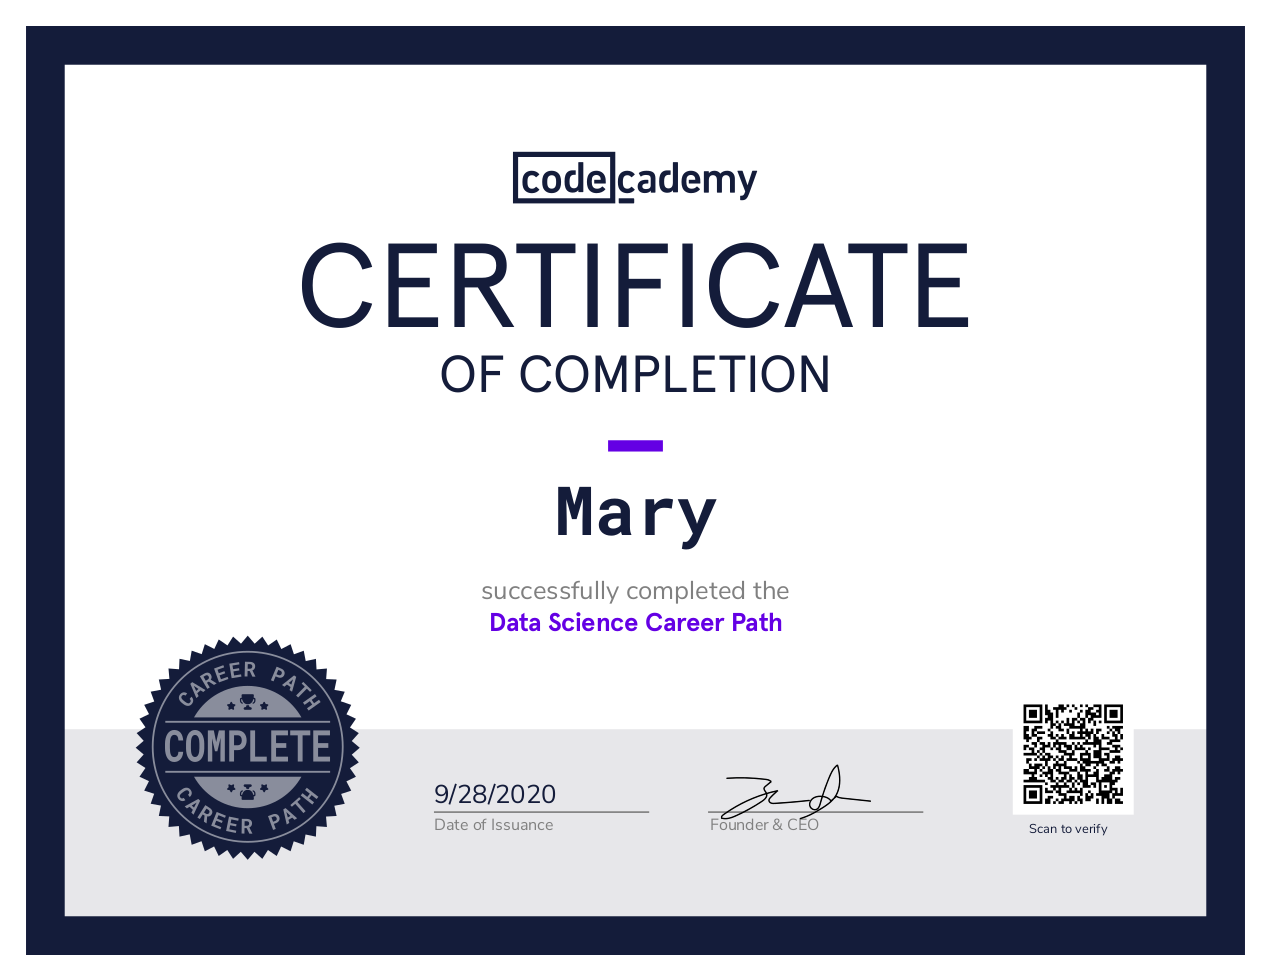 codecademy
CERTIFICATE
OF COMPLETION
Mary
successfully completed the
Data Science Career Path
CAREER PATH
COMPLETE
CAREER PATH
9/28/2020
Date of Issuance
Founder & CEO
Scan to verify